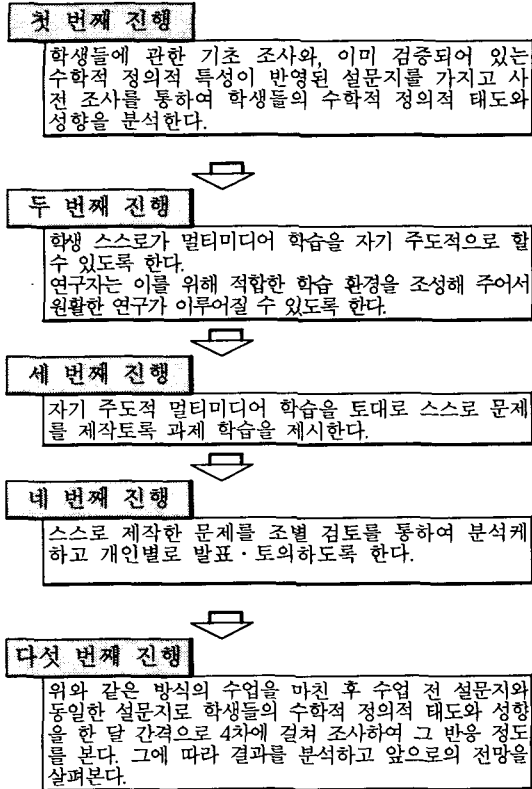 첫 번째 진행
학생들에 관한 기초 조사와, 이미 검증되어 있는
수학적 정의적 특성이 반영된 설문지를 가지고 사
전 조사를 통하여 학생들의 수학적 정의적 태도와
성향을 분석한다.
두 번째 진행
학생 스스로가 멀티미디어 학습을 자기 주도적으로 할
수 있도록 한다.
연구자는 이를 위해 적합한 학습 환경을 조성해 주어서
원활한 연구가 이루어질 수 있도록 한다.
세 번째 진행
자기 주도적 멀티미디어 학습을 토대로 스스로 문제
를 제작토록 과제 학습을 제시한다.
네 번째 진행
스스로 제작한 문제를 조별 검토를 통하여 분석케
하고 개인별로 발표·토의하도록 한다.
다섯 번째 진행
위와 같은 방식의 수업을 마친 후 수업 전 설문지와
동일한 설문지로 학생들의 수학적 정의적 태도와 성향
을 한 달 간격으로 4차에 걸쳐 조사하여 그 반응 정도
를 본다. 그에 따라 결과를 분석하고 앞으로의 전망을
살펴본다.